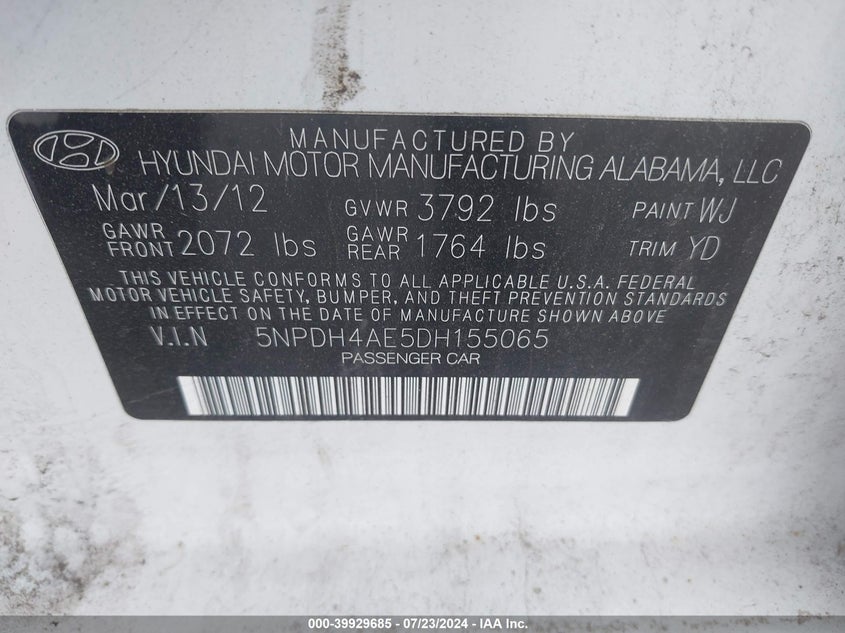 MANUFACTURED BY
HYUNDAI MOTOR MANUFACTURING ALABAMA, LLC
Mar/13/12 GVWR 3792 lbs PAINT WJ
GAWR FRONT 2072 lbs GAWR REAR 1764 lbs TRIM YD
THIS VEHICLE CONFORMS TO ALL APPLICABLE U.S.A. FEDERAL
MOTOR VEHICLE SAFETY, BUMPER, AND THEFT PREVENTION STANDARDS
IN EFFECT ON THE DATE OF MANUFACTURE SHOWN ABOVE
V.I.N 5NPDH4AE5DH155065
PASSENGER CAR
000-39929685 - 07/23/2024 - IAA Inc.